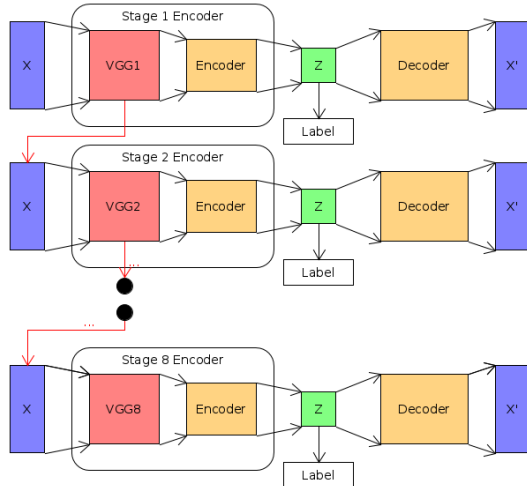 Stage 1 Encoder
X
VGG1
Encoder
Z
Decoder
X'
Label
Stage 2 Encoder
X
VGG2
Encoder
Z
Decoder
X'
...
Label
...
Stage 8 Encoder
X
VGG8
Encoder
Z
Decoder
X'
Label